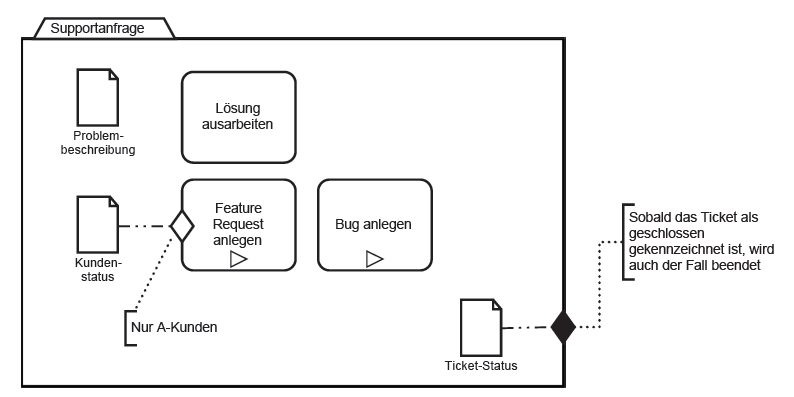 Supportanfrage
Problem-
beschreibung
Lösung
ausarbeiten
Kunden-
status
Feature
Request
anlegen
Bug anlegen
Nur A-Kunden
Ticket-Status
Sobald das Ticket als
geschlossen
gekennzeichnet ist, wird
auch der Fall beendet